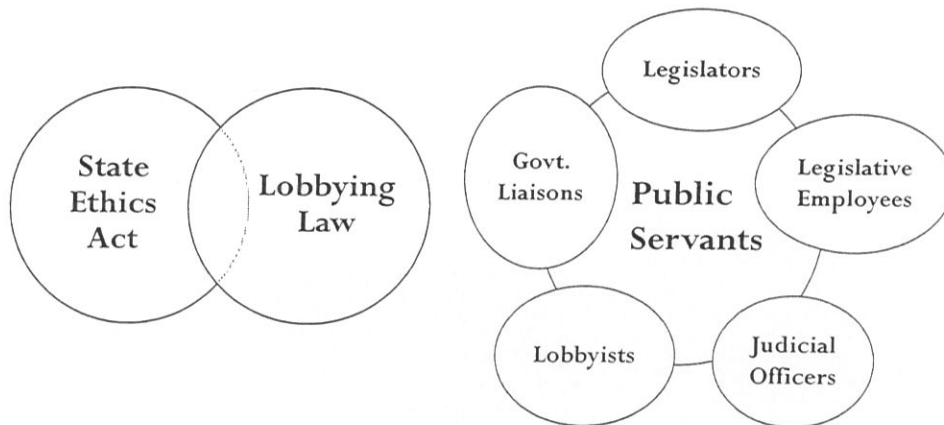 State
Ethics
Act
Lobbying
Law
Legislators
Govt.
Liaisons
Public
Servants
Legislative
Employees
Lobbyists
Judicial
Officers